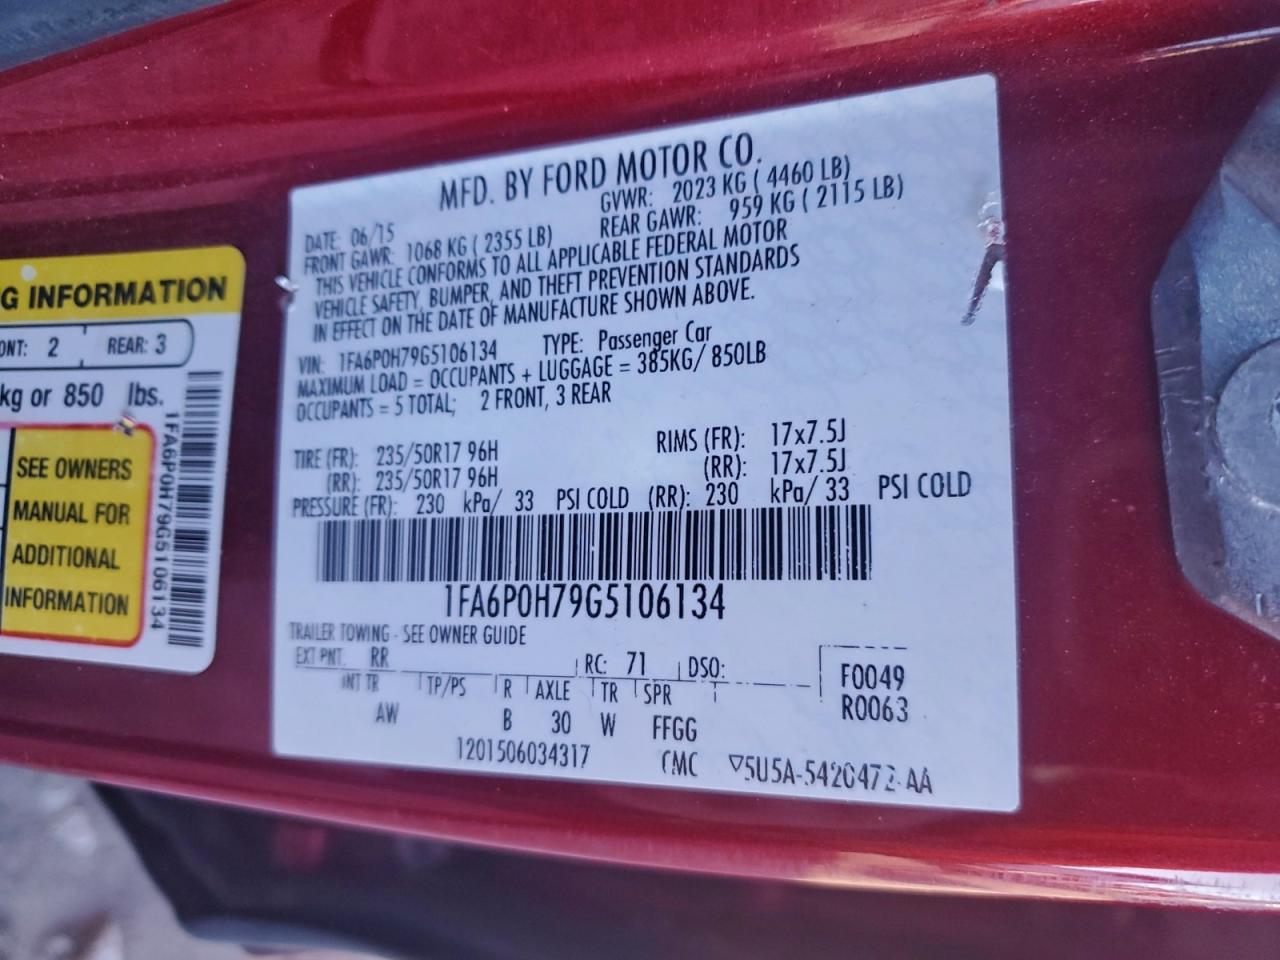 G INFORMATION
ONT: 2 REAR: 3
kg or 850 lbs.
SEE OWNERS
MANUAL FOR
ADDITIONAL
INFORMATION
1FA6P0H79G5106134
MFD. BY FORD MOTOR CO.
DATE: 06/15 GVWR: 2023 KG ( 4460 LB)
FRONT GAWR: 1068 KG ( 2355 LB) REAR GAWR: 959 KG ( 2115 LB)
THIS VEHICLE CONFORMS TO ALL APPLICABLE FEDERAL MOTOR
VEHICLE SAFETY, BUMPER, AND THEFT PREVENTION STANDARDS
IN EFFECT ON THE DATE OF MANUFACTURE SHOWN ABOVE.
VIN: 1FA6P0H79G5106134 TYPE: Passenger Car
MAXIMUM LOAD = OCCUPANTS + LUGGAGE = 385KG/ 850LB
OCCUPANTS = 5 TOTAL; 2 FRONT, 3 REAR
TIRE (FR): 235/50R17 96H RIMS (FR): 17x7.5J
(RR): 235/50R17 96H (RR): 17x7.5J
PRESSURE (FR): 230 kPa/ 33 PSI COLD (RR): 230 kPa/ 33 PSI COLD
1FA6P0H79G5106134
TRAILER TOWING - SEE OWNER GUIDE
EXT PNT: RR RC: 71 DSO:
INT TR TP/PS R AXLE TR SPR
AW B 30 W FFGG
F0049
R0063
1201506034317 CMC ▽5U5A-5420472-AA